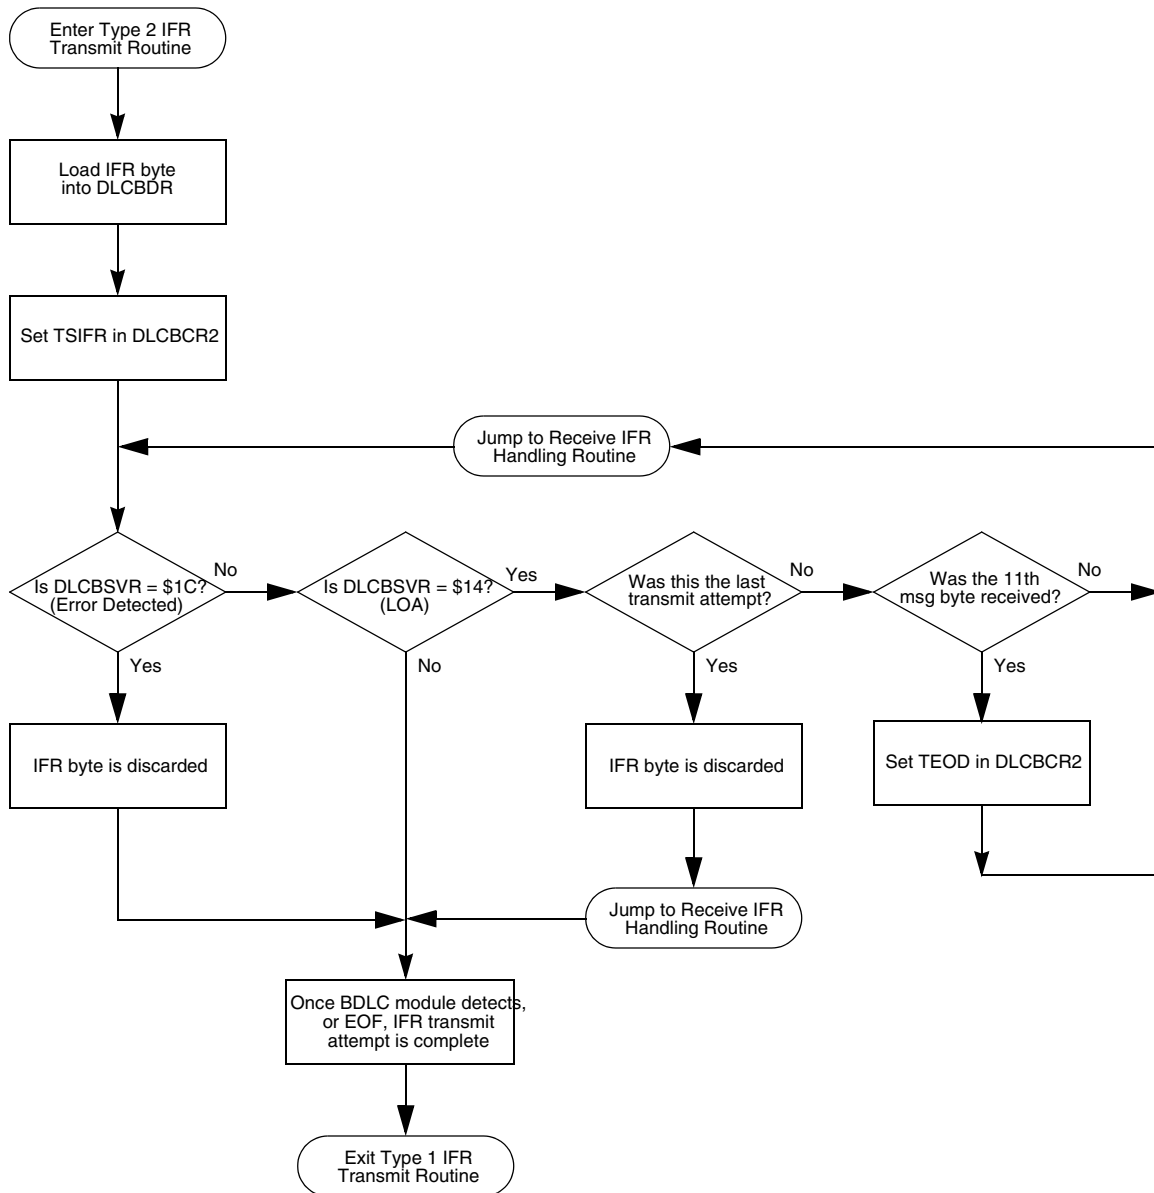 Enter Type 2 IFR
Transmit Routine
Load IFR byte
into DLCBDR
Set TSIFR in DLCBCR2
Jump to Receive IFR
Handling Routine
Is DLCBSVR = $1C?
(Error Detected)
No
Yes
Is DLCBSVR = $14?
(LOA)
Yes
No
Was this the last
transmit attempt?
No
Yes
Was the 11th
msg byte received?
No
Yes
IFR byte is discarded
IFR byte is discarded
Set TEOD in DLCBCR2
Jump to Receive IFR
Handling Routine
Once BDLC module detects,
or EOF, IFR transmit
attempt is complete
Exit Type 1 IFR
Transmit Routine